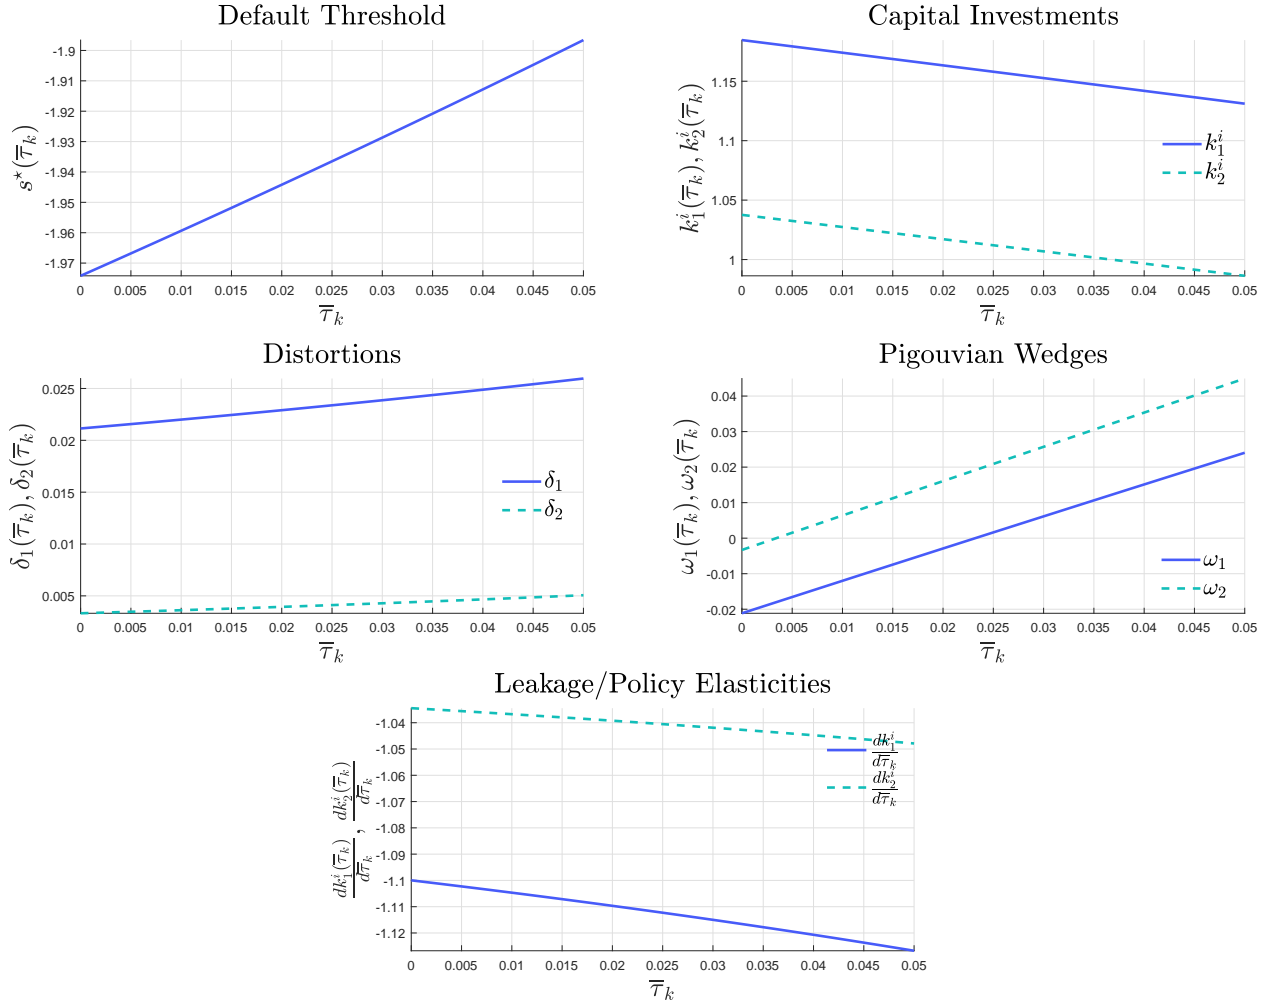 Default Threshold
s⋆(τ̅k)
-1.9
-1.91
-1.92
-1.93
-1.94
-1.95
-1.96
-1.97
0 0.005 0.01 0.015 0.02 0.025 0.03 0.035 0.04 0.045 0.05
τ̅k
Capital Investments
k₁ⁱ(τ̅k), k₂ⁱ(τ̅k)
1.15
1.1
1.05
1
k₁ⁱ
k₂ⁱ
0 0.005 0.01 0.015 0.02 0.025 0.03 0.035 0.04 0.045 0.05
τ̅k
Distortions
δ₁(τ̅k), δ₂(τ̅k)
0.025
0.02
0.015
0.01
0.005
δ₁
δ₂
0 0.005 0.01 0.015 0.02 0.025 0.03 0.035 0.04 0.045 0.05
τ̅k
Pigouvian Wedges
ω₁(τ̅k), ω₂(τ̅k)
0.04
0.03
0.02
0.01
0
-0.01
-0.02
ω₁
ω₂
0 0.005 0.01 0.015 0.02 0.025 0.03 0.035 0.04 0.045 0.05
τ̅k
Leakage/Policy Elasticities
dk₁ⁱ(τ̅k)/dτ̅k, dk₂ⁱ(τ̅k)/dτ̅k
-1.04
-1.05
-1.06
-1.07
-1.08
-1.09
-1.1
-1.11
-1.12
dk₁ⁱ/dτ̅k
dk₂ⁱ/dτ̅k
0 0.005 0.01 0.015 0.02 0.025 0.03 0.035 0.04 0.045 0.05
τ̅k